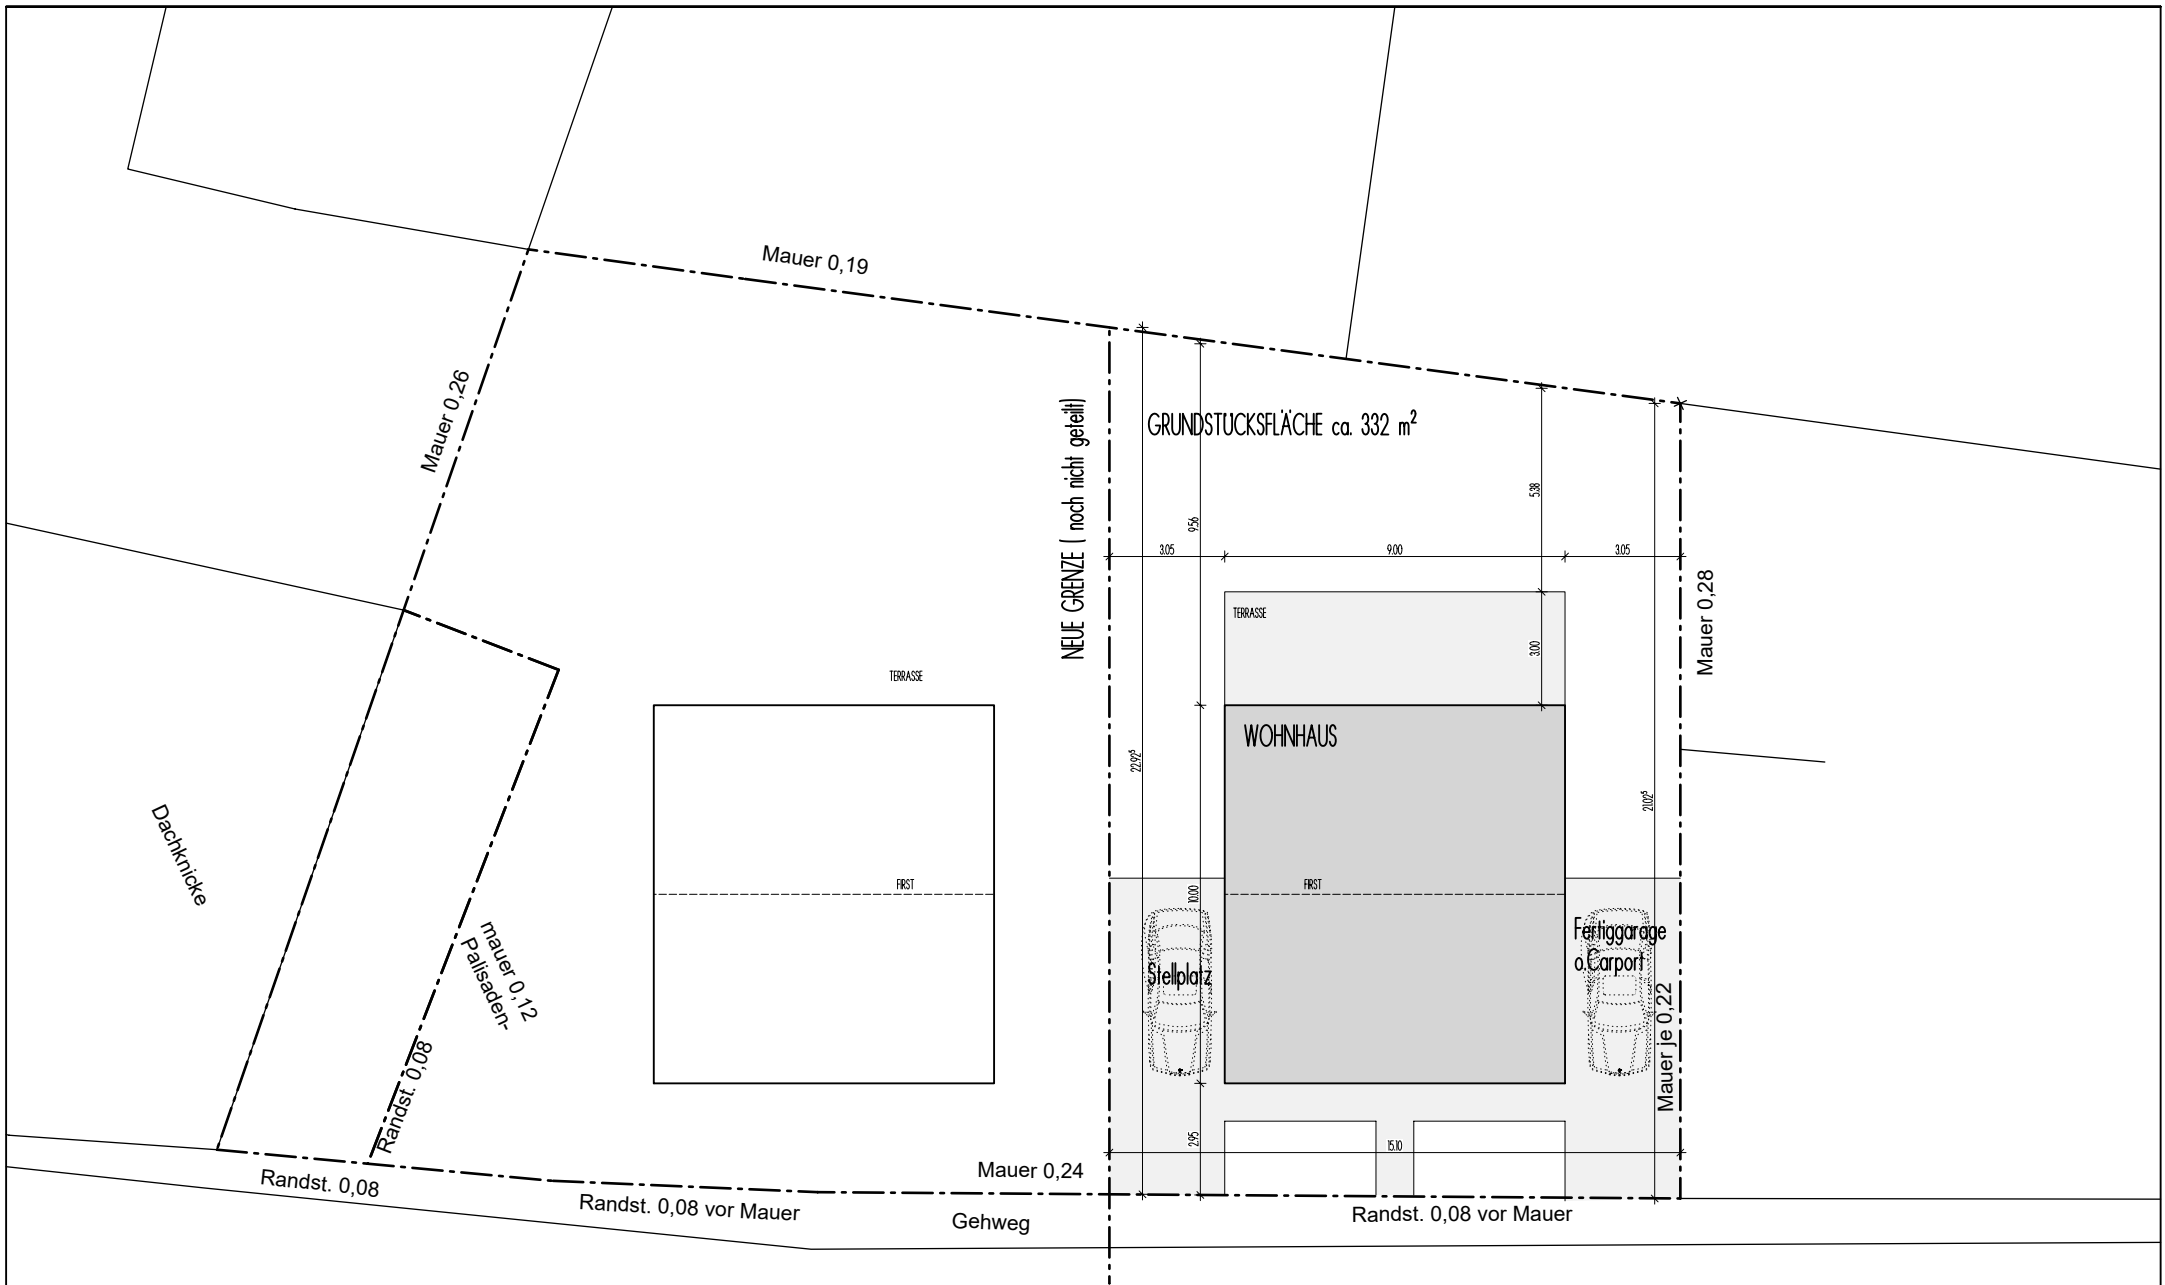 Mauer 0,19
Mauer 0,26
NEUE GRENZE ( noch nicht geteilt)
GRUNDSTÜCKSFLÄCHE ca. 332 m²
5.38
9.56
3.05
9.00
3.05
Mauer 0,28
TERRASSE
3.00
TERRASSE
WOHNHAUS
22.92⁵
21.02⁵
Dachknicke
FIRST
FIRST
10.00
mauer 0,12
Palisaden-
Fertiggarage
o.Carport
Stellplatz
Mauer je 0,22
Randst. 0,08
2.95
15.10
Mauer 0,24
Randst. 0,08
Randst. 0,08 vor Mauer
Gehweg
Randst. 0,08 vor Mauer